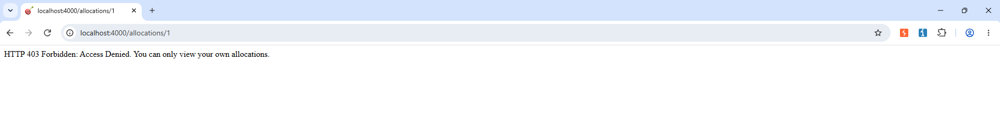 localhost:4000/allocations/1
localhost:4000/allocations/1
HTTP 403 Forbidden: Access Denied. You can only view your own allocations.